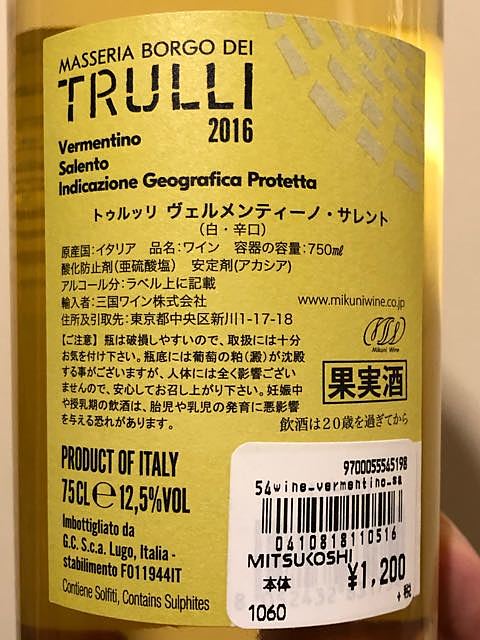 MASSERIA BORGO DEI
TRULLI
2016
Vermentino
Salento
Indicazione Geografica Protetta
トゥルッリ ヴェルメンティーノ・サレント
(白・辛口)
原産国:イタリア 品名:ワイン 容器の容量:750㎖
酸化防止剤(亜硫酸塩) 安定剤(アカシア)
アルコール分:ラベル上に記載
輸入者:三国ワイン株式会社
www.mikuniwine.co.jp
住所及引取先:東京都中央区新川1-17-18
Mikuni Wine
【ご注意】瓶は破損しやすいので、取扱には十分
お気を付け下さい。瓶底には葡萄の粕(澱)が沈殿
する事がございますが、人体には全く影響ござい
ませんので、安心してお召し上がり下さい。妊娠中
や授乳期の飲酒は、胎児や乳児の発育に悪影響
を与える恐れがあります。
果実酒
飲酒は20歳を過ぎてから
PRODUCT OF ITALY
75CL e 12,5%VOL
Imbottigliato da
G.C. S.c.a. Lugo, Italia -
stabilimento FO11944IT
Contiene Solfiti, Contains Sulphites
9700055545198
54wine_vermentino_sa
0410818110516
MITSUKOSHI
本体 ¥1,200
1060 +税